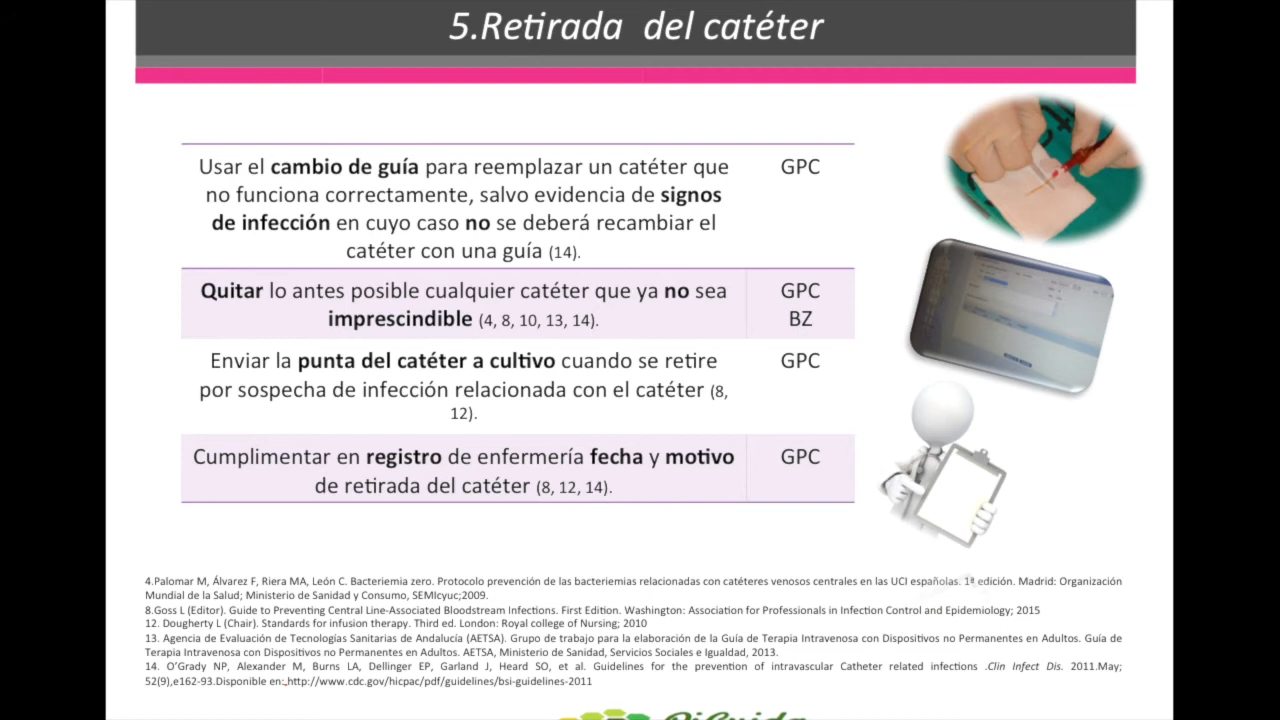 5.Retirada del catéter
Usar el cambio de guía para reemplazar un catéter que
no funciona correctamente, salvo evidencia de signos
de infección en cuyo caso no se deberá recambiar el
catéter con una guía (14).
GPC
Quitar lo antes posible cualquier catéter que ya no sea
imprescindible (4, 8, 10, 13, 14).
GPC
BZ
Enviar la punta del catéter a cultivo cuando se retire
por sospecha de infección relacionada con el catéter (8,
12).
GPC
Cumplimentar en registro de enfermería fecha y motivo
de retirada del catéter (8, 12, 14).
GPC
4.Palomar M, Álvarez F, Riera MA, León C. Bacteriemia zero. Protocolo prevención de las bacteriemias relacionadas con catéteres venosos centrales en las UCI españolas. 1ª edición. Madrid: Organización
Mundial de la Salud; Ministerio de Sanidad y Consumo, SEMIcyuc;2009.
8.Goss L (Editor). Guide to Preventing Central Line-Associated Bloodstream Infections. First Edition. Washington: Association for Professionals in Infection Control and Epidemiology; 2015
12. Dougherty L (Chair). Standards for infusion therapy. Third ed. London: Royal college of Nursing; 2010
13. Agencia de Evaluación de Tecnologías Sanitarias de Andalucía (AETSA). Grupo de trabajo para la elaboración de la Guía de Terapia Intravenosa con Dispositivos no Permanentes en Adultos. Guía de
Terapia Intravenosa con Dispositivos no Permanentes en Adultos. AETSA, Ministerio de Sanidad, Servicios Sociales e Igualdad, 2013.
14. O’Grady NP, Alexander M, Burns LA, Dellinger EP, Garland J, Heard SO, et al. Guidelines for the prevention of intravascular Catheter related infections .Clin Infect Dis. 2011.May;
52(9),e162-93.Disponible en: http://www.cdc.gov/hicpac/pdf/guidelines/bsi-guidelines-2011